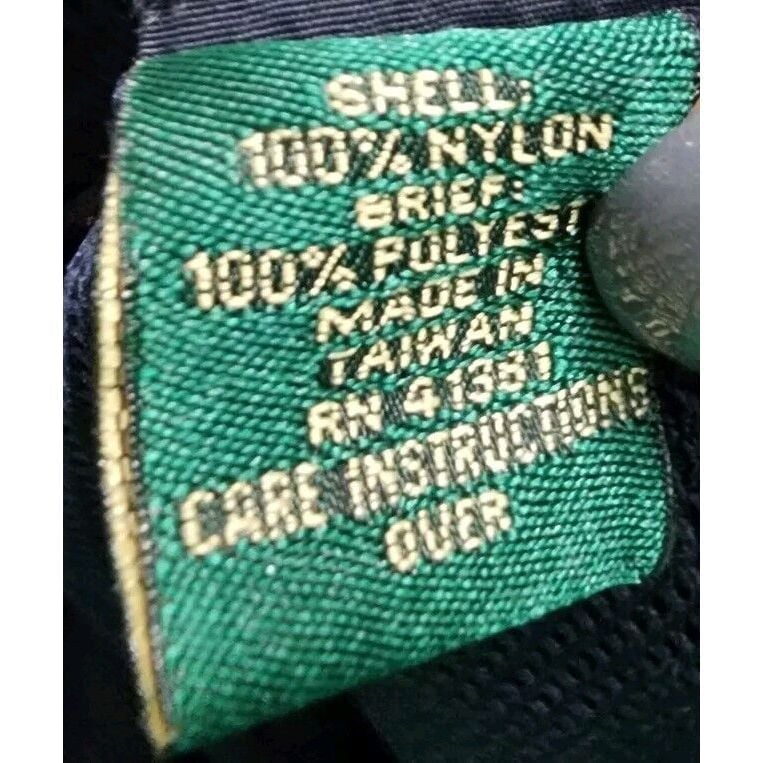 SHELL:
100% NYLON
BRIEF:
100% POLYEST
MADE IN
TAIWAN
RN 41381
CARE INSTRUCTIONS
OVER